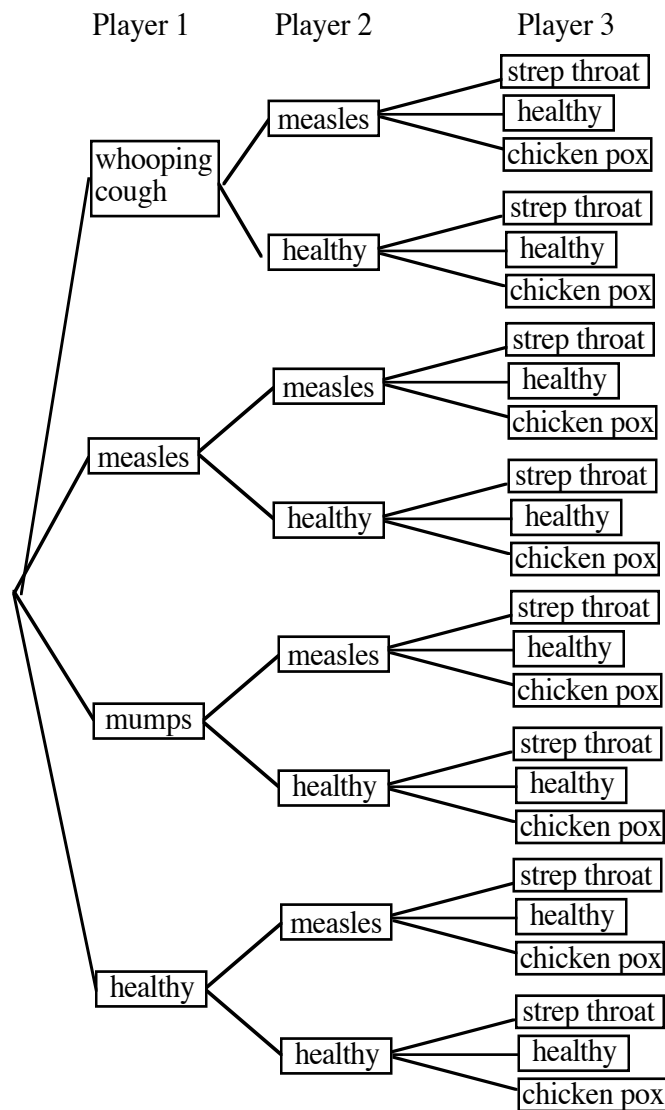 Player 1 Player 2 Player 3
strep throat
measles
healthy
whooping
cough
chicken pox
strep throat
healthy
healthy
chicken pox
strep throat
measles
healthy
chicken pox
measles
strep throat
healthy
healthy
chicken pox
strep throat
measles
healthy
chicken pox
mumps
strep throat
healthy
healthy
chicken pox
strep throat
measles
healthy
chicken pox
healthy
strep throat
healthy
healthy
chicken pox